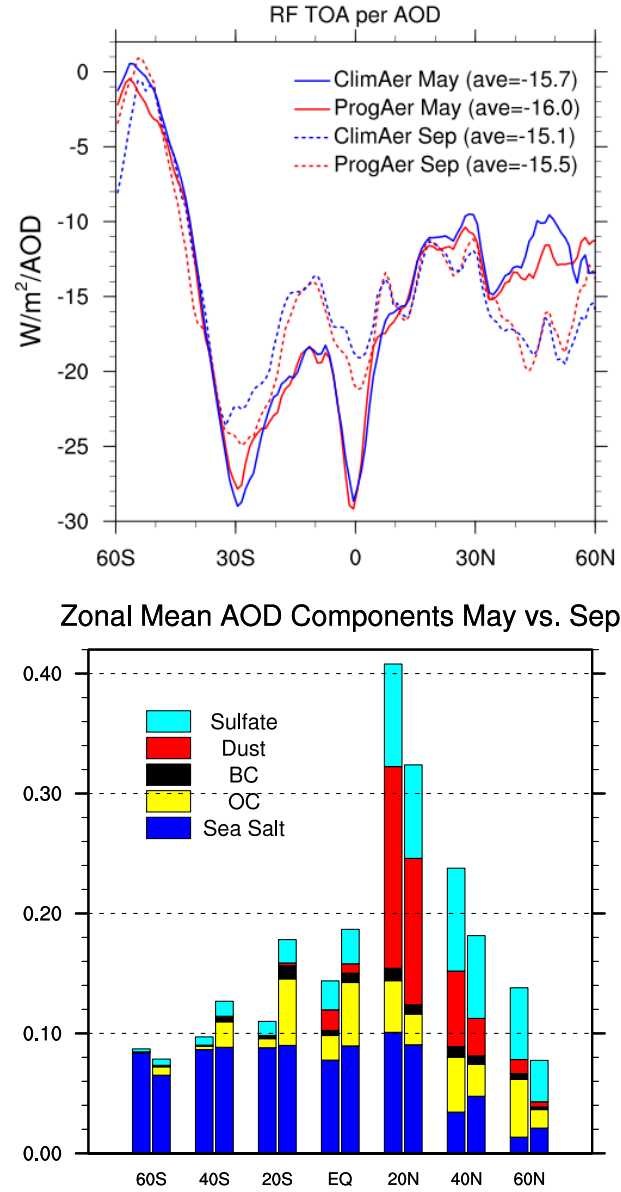 RF TOA per AOD
0
-5
-10
-15
-20
-25
-30
W/m²/AOD
ClimAer May (ave=-15.7)
ProgAer May (ave=-16.0)
ClimAer Sep (ave=-15.1)
ProgAer Sep (ave=-15.5)
60S 30S 0 30N 60N
Zonal Mean AOD Components May vs. Sep
0.40
0.30
0.20
0.10
0.00
Sulfate
Dust
BC
OC
Sea Salt
60S 40S 20S EQ 20N 40N 60N